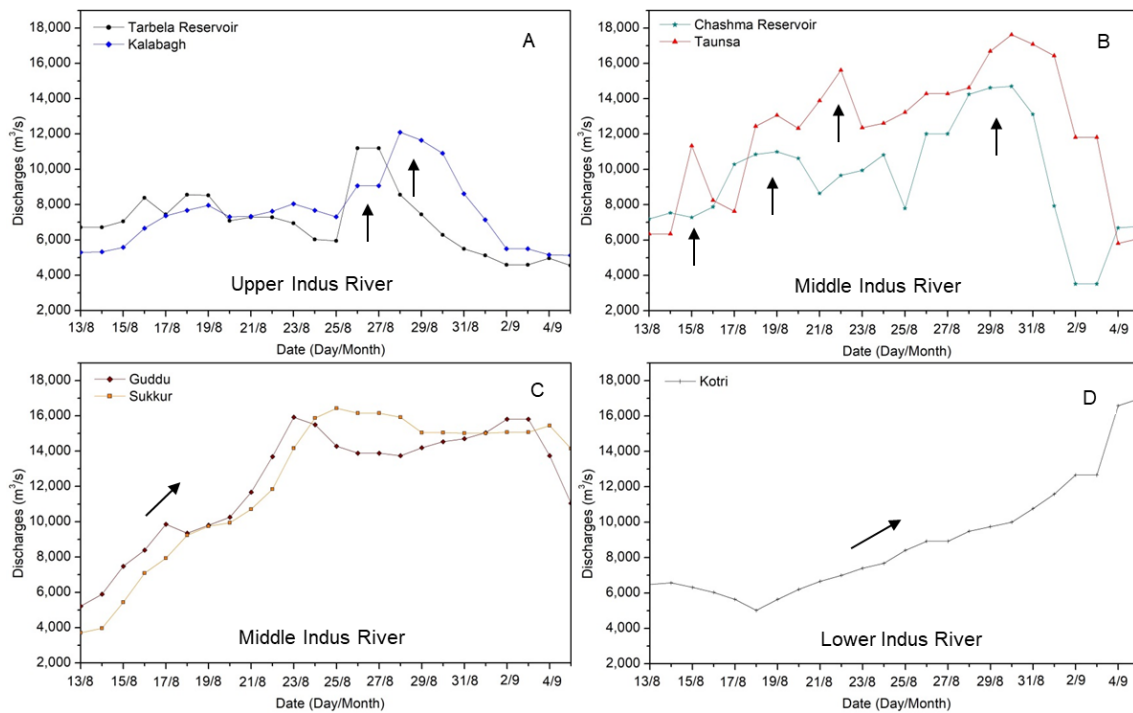 Tarbela Reservoir
Kalabagh
A
18,000
16,000
14,000
12,000
10,000
8,000
6,000
4,000
2,000
Discharges (m³/s)
Upper Indus River
13/8 15/8 17/8 19/8 21/8 23/8 25/8 27/8 29/8 31/8 2/9 4/9
Date (Day/Month)
Chashma Reservoir
Taunsa
B
18,000
16,000
14,000
12,000
10,000
8,000
6,000
4,000
2,000
Discharges (m³/s)
Middle Indus River
13/8 15/8 17/8 19/8 21/8 23/8 25/8 27/8 29/8 31/8 2/9 4/9
Date (Day/Month)
Guddu
Sukkur
C
18,000
16,000
14,000
12,000
10,000
8,000
6,000
4,000
2,000
Discharges (m³/s)
Middle Indus River
13/8 15/8 17/8 19/8 21/8 23/8 25/8 27/8 29/8 31/8 2/9 4/9
Date (Day/Month)
Kotri
D
18,000
16,000
14,000
12,000
10,000
8,000
6,000
4,000
2,000
Discharges (m³/s)
Lower Indus River
13/8 15/8 17/8 19/8 21/8 23/8 25/8 27/8 29/8 31/8 2/9 4/9
Date (Day/Month)